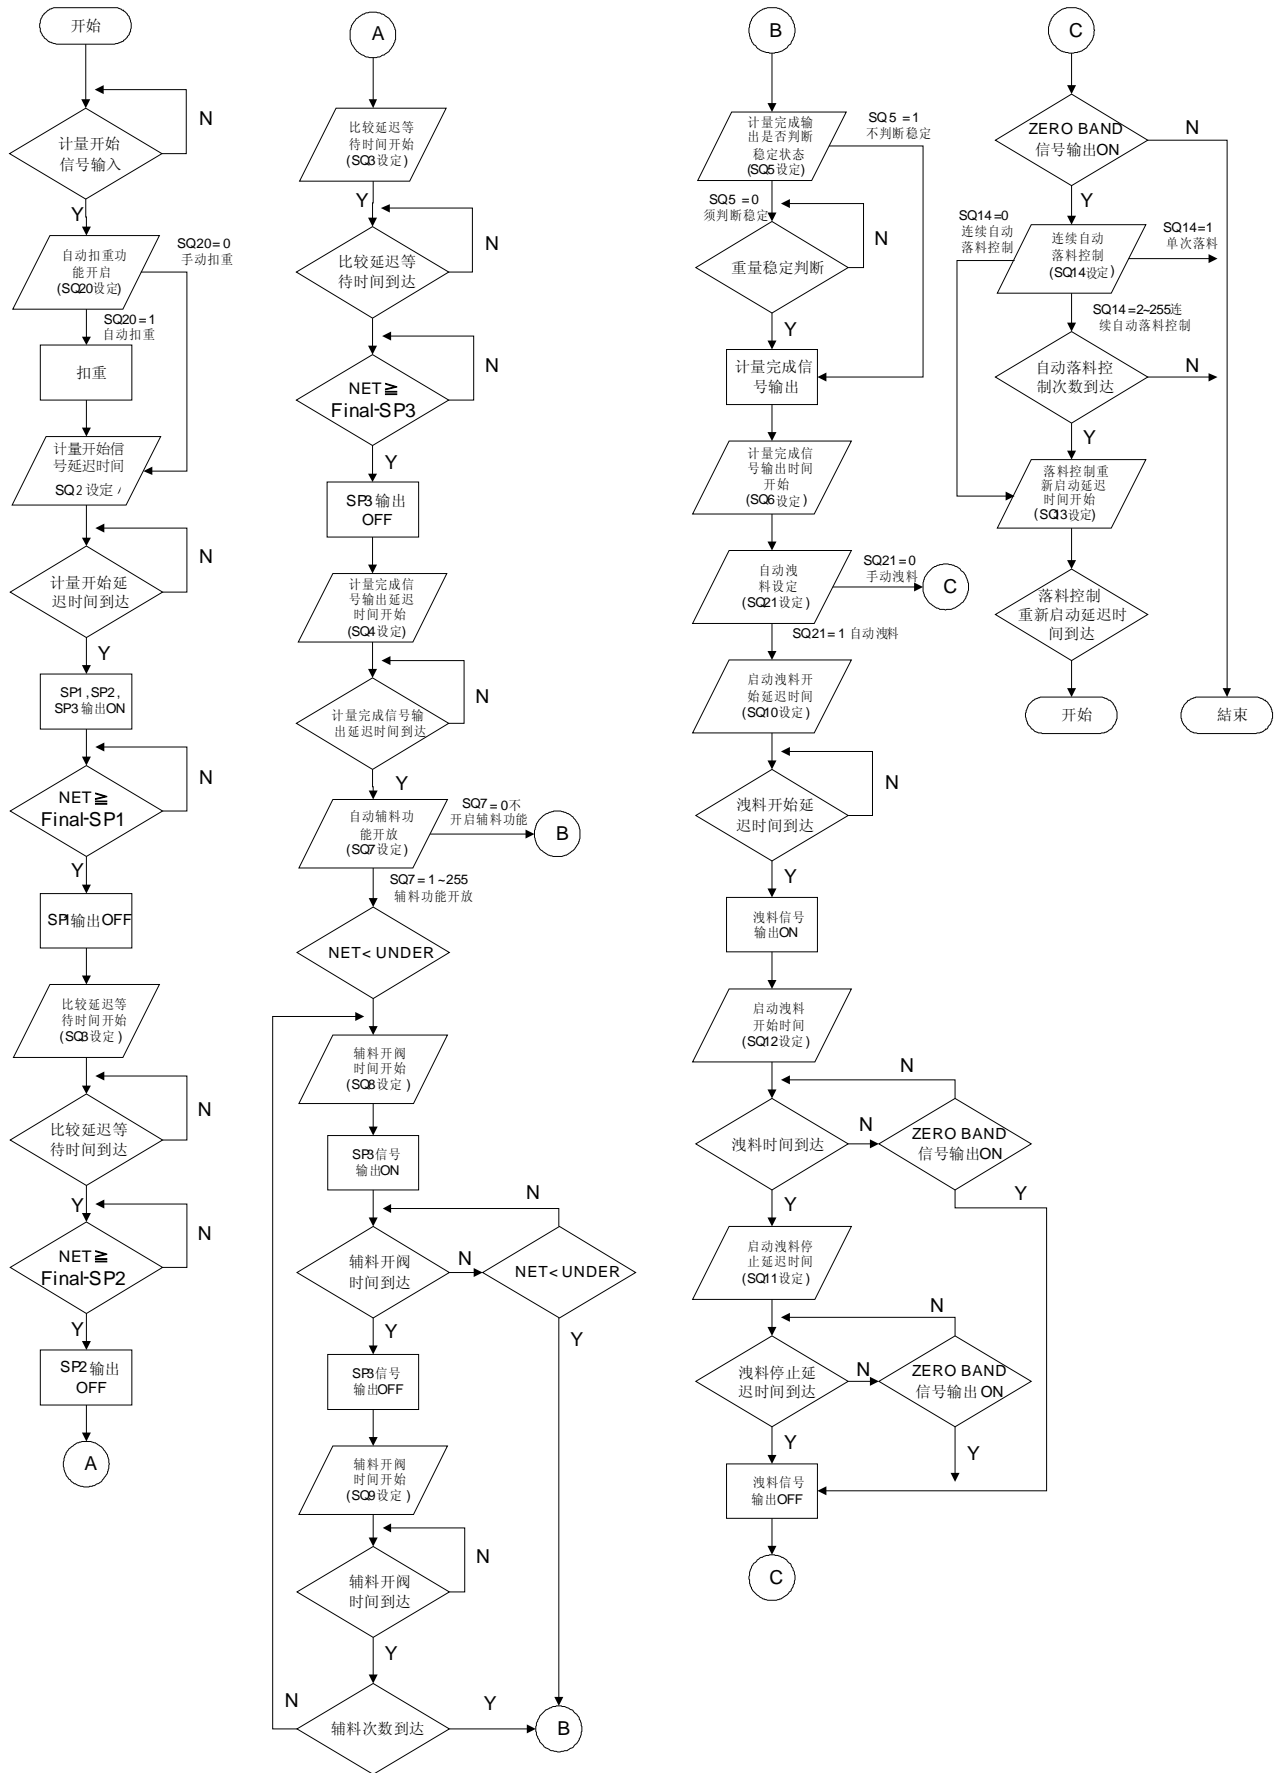 开始
N
计量开始
信号输入
Y
SQ20=0
手动扣重
自动扣重功
能开启
(SQ20设定)
SQ20=1
自动扣重
扣重
计量开始信
号延迟时间
SQ2设定
N
计量开始延
迟时间到达
Y
SP1,SP2,
SP3输出ON
N
NET≧
Final-SP1
Y
SP1输出OFF
比较延迟等
待时间开始
(SQ3设定)
N
比较延迟等
待时间到达
Y
N
NET≧
Final-SP2
Y
SP2输出
OFF
A
A
比较延迟等
待时间开始
(SQ3设定)
Y
N
比较延迟等
待时间到达
N
NET≧
Final-SP3
Y
SP3输出
OFF
计量完成信
号输出延迟
时间开始
(SQ4设定)
N
计量完成信号输
出延迟时间到达
Y
自动辅料功
能开放
(SQ7设定)
SQ7=0不
开启辅料功能
B
SQ7=1~255
辅料功能开放
NET<UNDER
辅料开阀
时间开始
(SQ8设定)
SP3信号
输出ON
N
辅料开阀
时间到达
N
NET<UNDER
Y
Y
SP3信号
输出OFF
辅料开阀
时间开始
(SQ9设定)
N
辅料开阀
时间到达
Y
N
辅料次数到达
Y
B
B
计量完成输
出是否判断
稳定状态
(SQ5设定)
SQ5=1
不判断稳定
SQ5=0
须判断稳定
N
重量稳定判断
Y
计量完成信
号输出
计量完成信
号输出时间
开始
(SQ6设定)
自动洩
料设定
(SQ21设定)
SQ21=0
手动洩料
C
SQ21=1 自动洩料
启动洩料开
始延迟时间
(SQ10设定)
N
洩料开始延
迟时间到达
Y
洩料信号
输出ON
启动洩料
开始时间
(SQ12设定)
N
洩料时间到达
N
ZERO BAND
信号输出ON
Y
Y
启动洩料停
止延迟时间
(SQ11设定)
N
洩料停止延
迟时间到达
N
ZERO BAND
信号输出ON
Y
Y
洩料信号
输出OFF
C
C
ZERO BAND
信号输出ON
N
Y
SQ14=0
连续自动
落料控制
连续自动
落料控制
(SQ14设定)
SQ14=1
单次落料
SQ14=2~255连
续自动落料控制
自动落料控
制次数到达
N
Y
落料控制重
新启动延迟
时间开始
(SQ13设定)
落料控制
重新启动延迟时
间到达
开始
結束